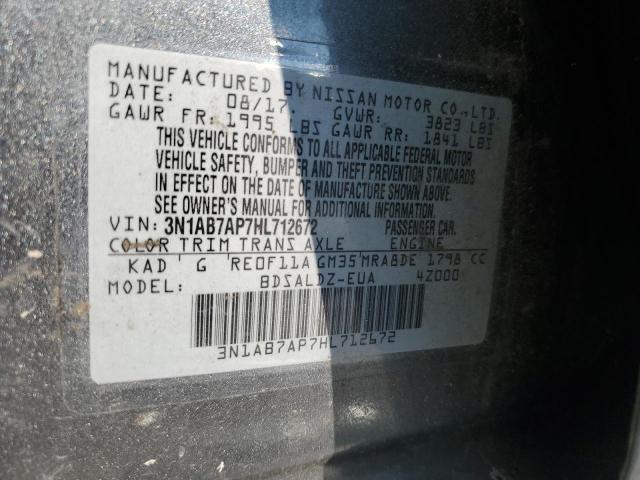 MANUFACTURED BY NISSAN MOTOR CO.,LTD.
DATE: 08/17 GVWR: 3823 LBS
GAWR FR: 1995 LBS GAWR RR: 1841 LBS
THIS VEHICLE CONFORMS TO ALL APPLICABLE FEDERAL MOTOR
VEHICLE SAFETY, BUMPER AND THEFT PREVENTION STANDARDS
IN EFFECT ON THE DATE OF MANUFACTURE SHOWN ABOVE.
SEE OWNER'S MANUAL FOR ADDITIONAL INFORMATION.
VIN: 3N1AB7AP7HL712672 PASSENGER CAR.
COLOR TRIM TRANS AXLE ENGINE
KAD G RE0F11A GM35 MRA8DE 1798 CC
MODEL: BDSALDZ-EUA 4Z000
3N1AB7AP7HL712672